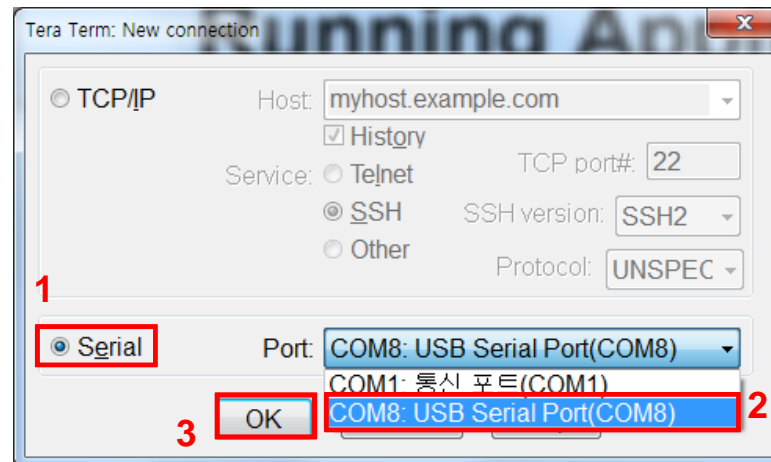 Running App
Tera Term: New connection
TCP/IP Host: myhost.example.com
History
Service: Telnet TCP port#: 22
SSH SSH version: SSH2
Other Protocol: UNSPEC
1
Serial Port: COM8: USB Serial Port(COM8)
COM1: 통신 포트(COM1)
COM8: USB Serial Port(COM8) 2
3 OK